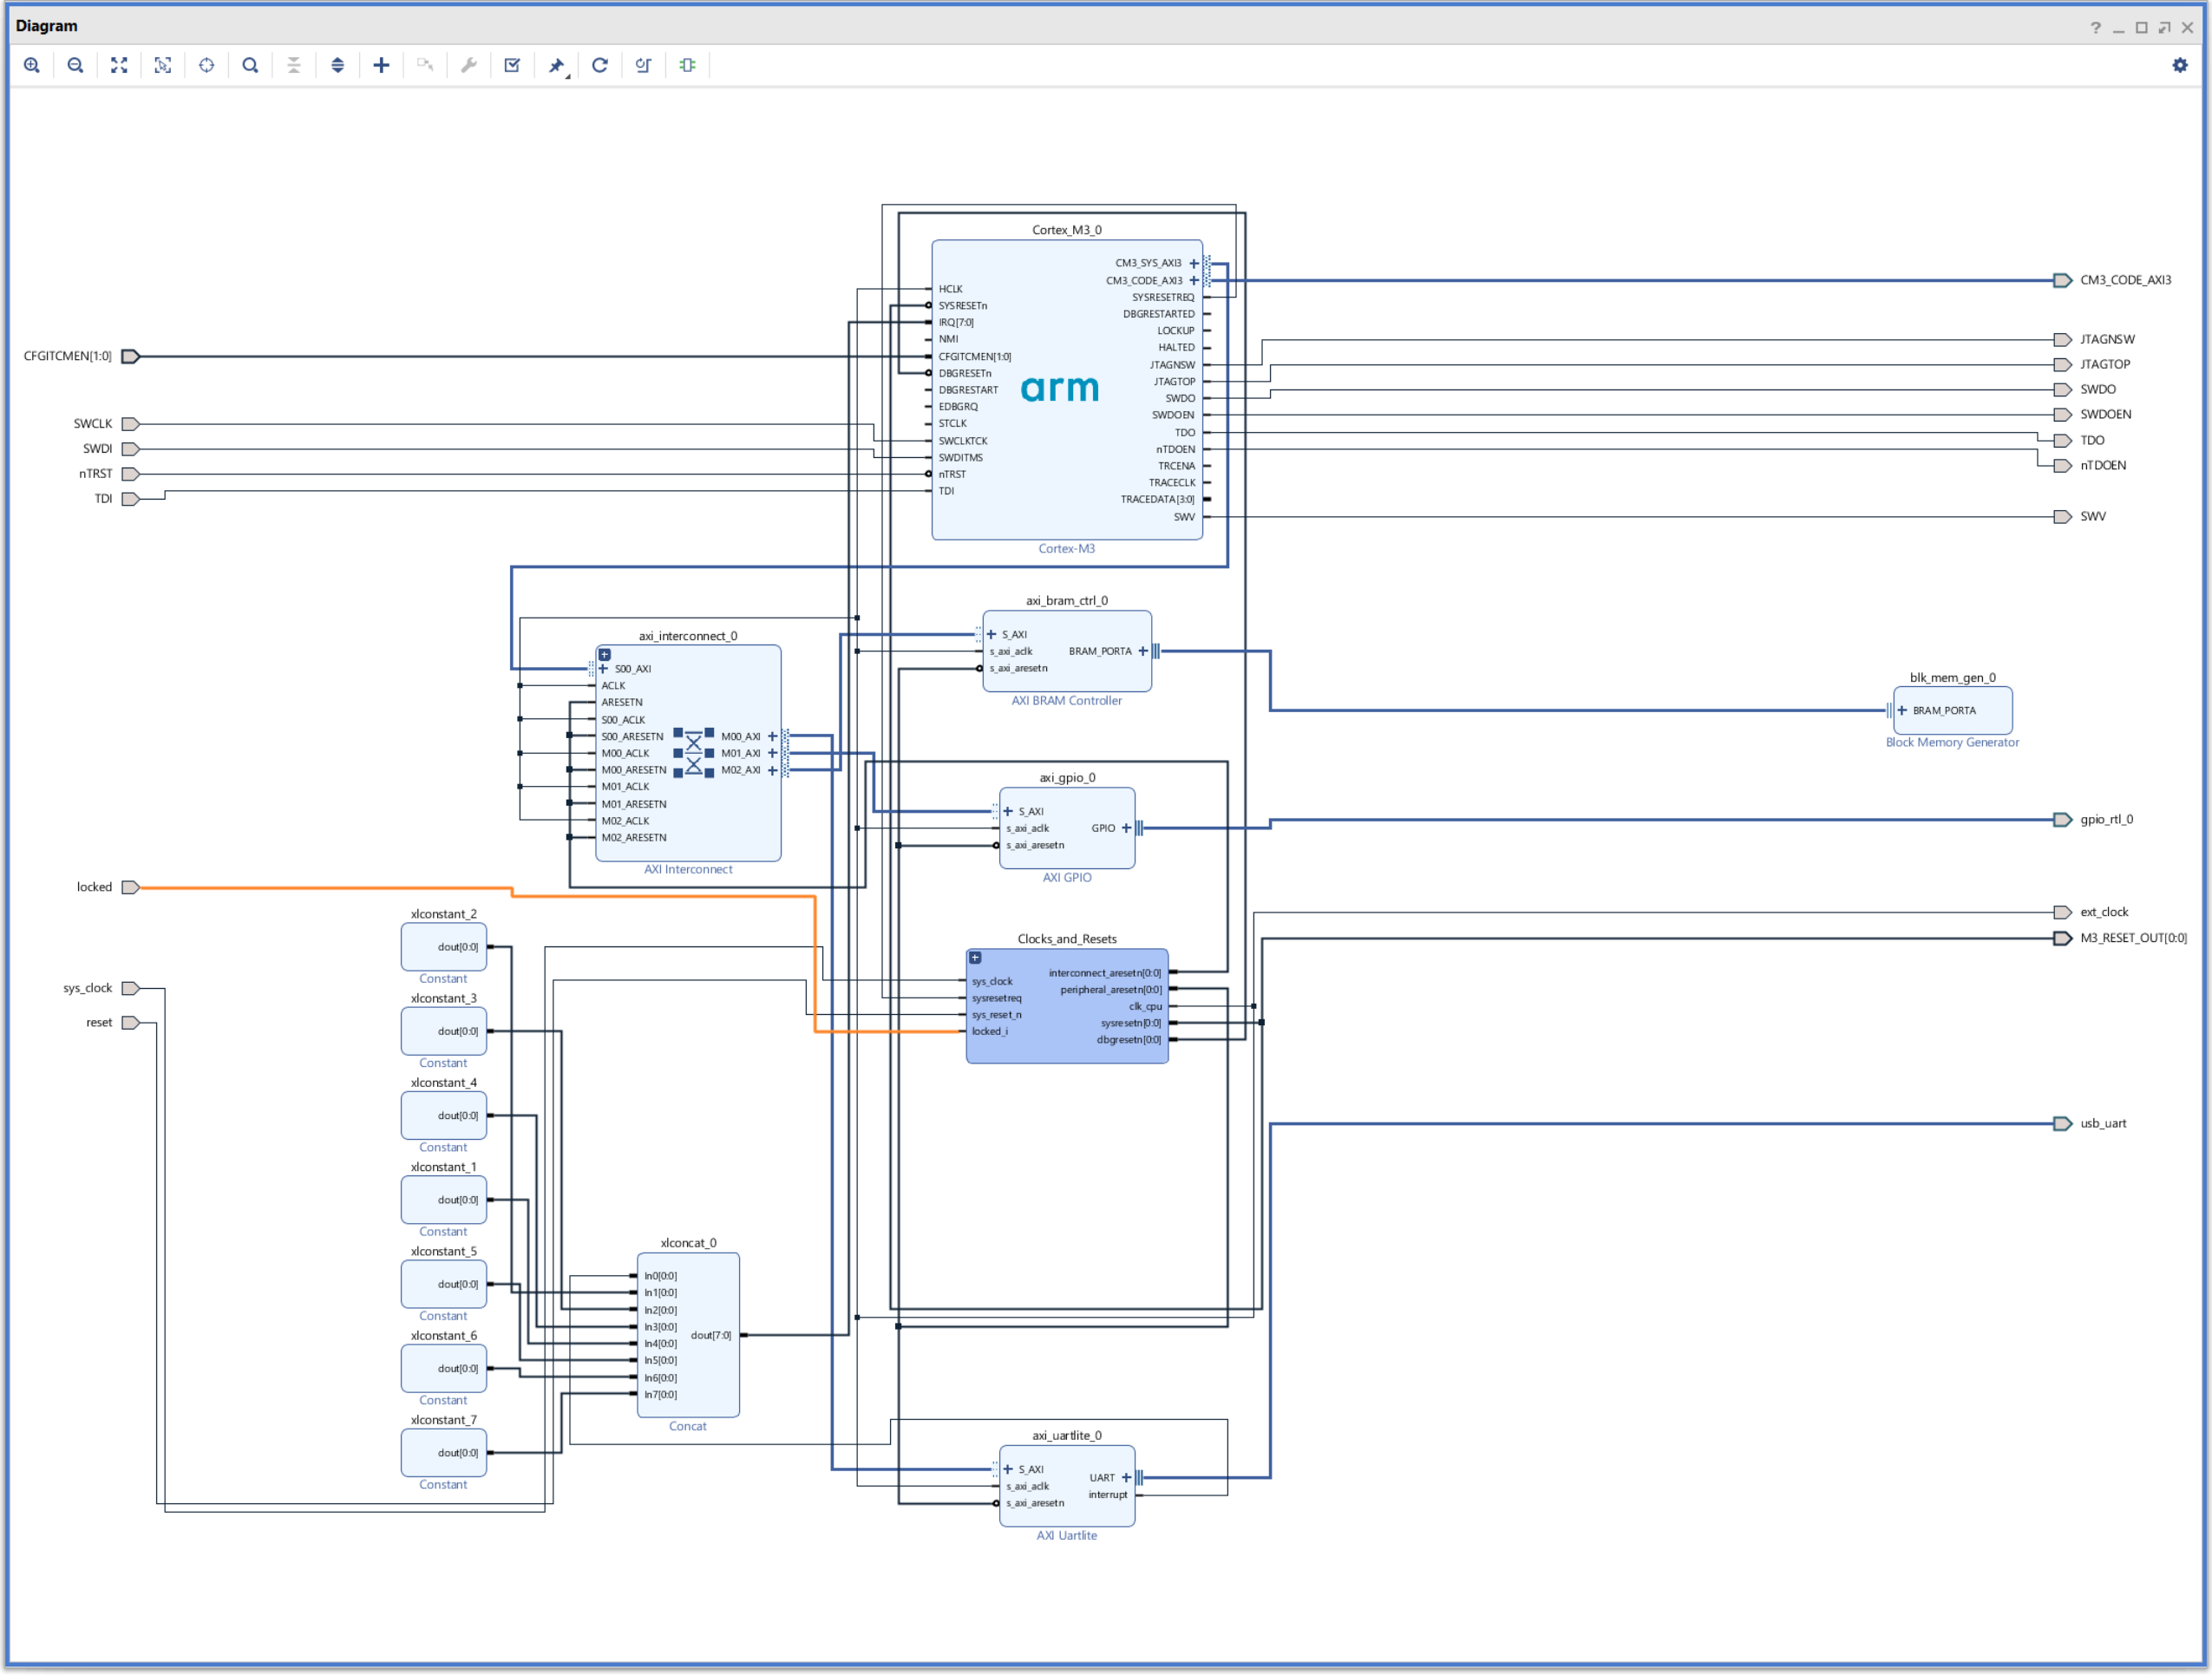 Diagram
Cortex_M3_0
CM3_SYS_AXI3
CM3_CODE_AXI3
HCLK
SYSRESETn
IRQ[7:0]
NMI
CFGITCMEN[1:0]
DBGRESETn
DBGRESTART
EDBGRQ
STCLK
SWCLKTCK
SWDITMS
nTRST
TDI
arm
SYSRESETREQ
DBGRESTARTED
LOCKUP
HALTED
JTAGNSW
JTAGTOP
SWDO
SWDOEN
TDO
nTDOEN
TRCENA
TRACECLK
TRACEDATA[3:0]
SWV
Cortex-M3
CFGITCMEN[1:0]
SWCLK
SWDI
nTRST
TDI
CM3_CODE_AXI3
JTAGNSW
JTAGTOP
SWDO
SWDOEN
TDO
nTDOEN
SWV
axi_interconnect_0
S00_AXI
ACLK
ARESETN
S00_ACLK
S00_ARESETN
M00_ACLK
M00_ARESETN
M01_ACLK
M01_ARESETN
M02_ACLK
M02_ARESETN
M00_AXI
M01_AXI
M02_AXI
AXI Interconnect
axi_bram_ctrl_0
S_AXI
s_axi_aclk
s_axi_aresetn
BRAM_PORTA
AXI BRAM Controller
blk_mem_gen_0
BRAM_PORTA
Block Memory Generator
axi_gpio_0
S_AXI
s_axi_aclk
s_axi_aresetn
GPIO
AXI GPIO
gpio_rtl_0
locked
sys_clock
reset
Clocks_and_Resets
sys_clock
sysresetreq
sys_reset_n
locked_i
interconnect_aresetn[0:0]
peripheral_aresetn[0:0]
clk_cpu
sysresetn[0:0]
dbgresetn[0:0]
ext_clock
M3_RESET_OUT[0:0]
usb_uart
xlconstant_2
dout[0:0]
Constant
xlconstant_3
dout[0:0]
Constant
xlconstant_4
dout[0:0]
Constant
xlconstant_1
dout[0:0]
Constant
xlconstant_5
dout[0:0]
Constant
xlconstant_6
dout[0:0]
Constant
xlconstant_7
dout[0:0]
Constant
xlconcat_0
In0[0:0]
In1[0:0]
In2[0:0]
In3[0:0]
In4[0:0]
In5[0:0]
In6[0:0]
In7[0:0]
dout[7:0]
Concat
axi_uartlite_0
S_AXI
s_axi_aclk
s_axi_aresetn
UART
interrupt
AXI Uartlite